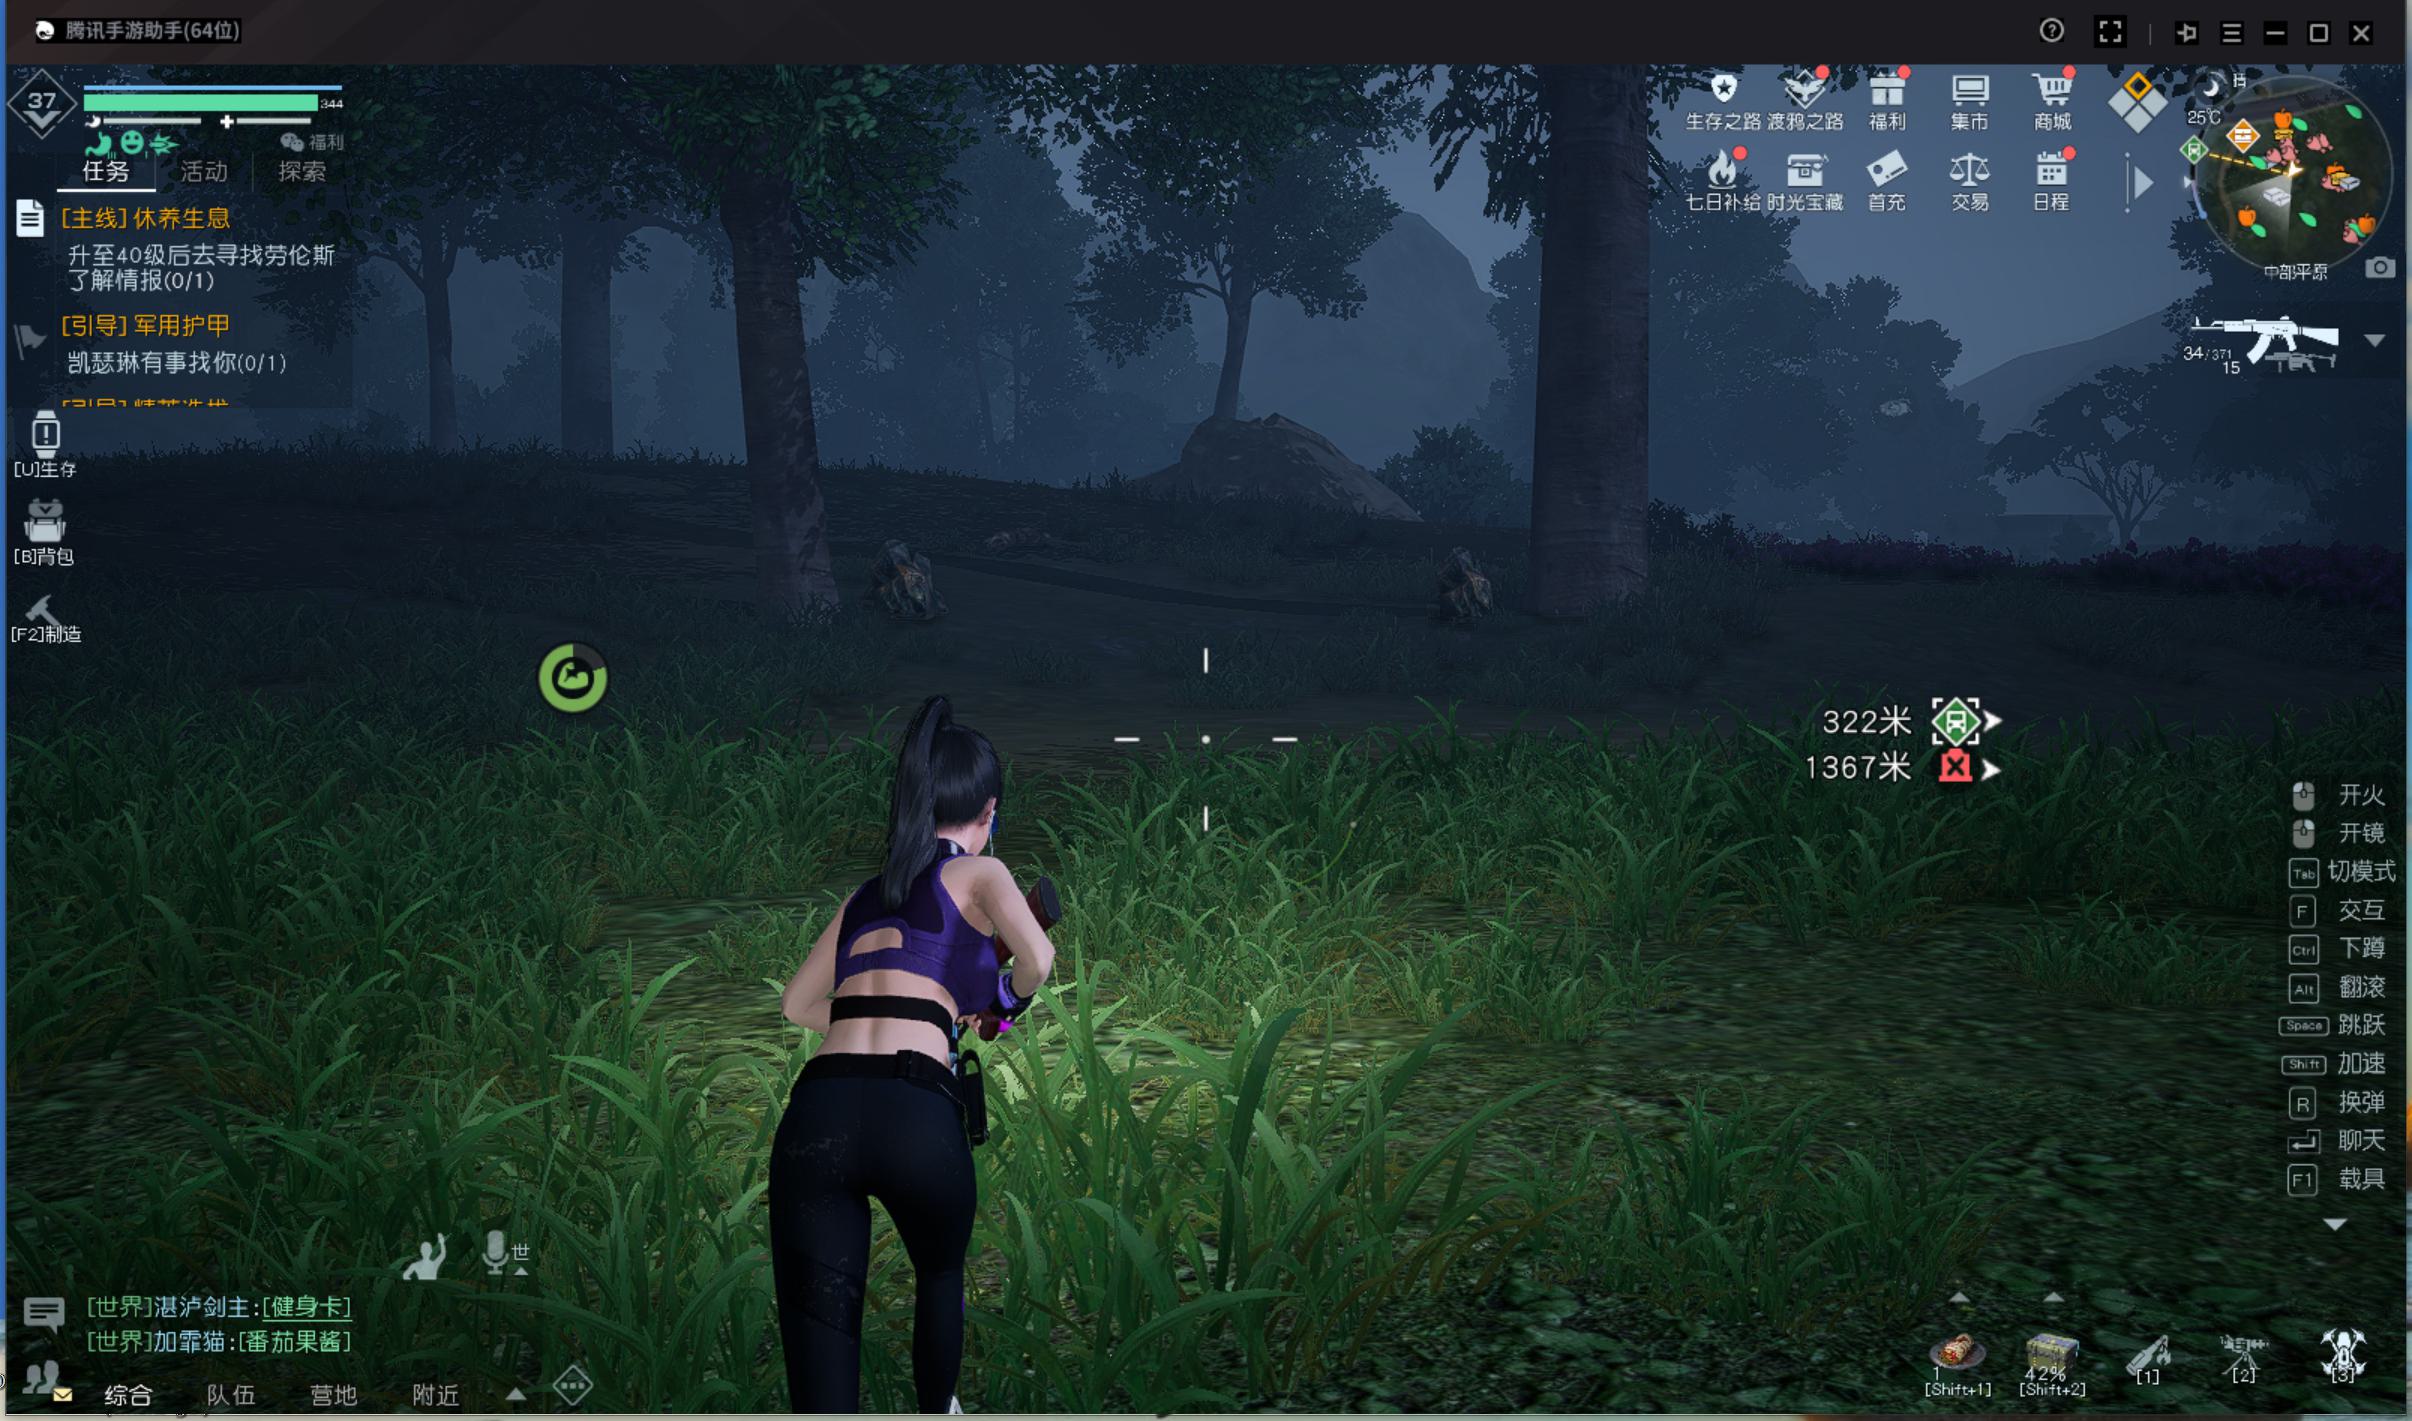 腾讯手游助手(64位)
37
344
福利
任务 活动 探索
[主线] 休养生息
升至40级后去寻找劳伦斯
了解情报(0/1)
[引导] 军用护甲
凯瑟琳有事找你(0/1)
[U]生存
[B]背包
[F2]制造
生存之路 渡鸦之路 福利 集市 商城
七日补给 时光宝藏 首充 交易 日程
25℃
中部平原
34/371
15
322米
1367米
开火
开镜
Tab 切模式
F 交互
Ctrl 下蹲
Alt 翻滚
Space 跳跃
Shift 加速
R 换弹
聊天
F1 载具
世
[世界]湛泸剑主:[健身卡]
[世界]加霏猫:[番茄果酱]
综合 队伍 营地 附近
1
[Shift+1]
42%
[Shift+2]
[1]
[2]
[3]